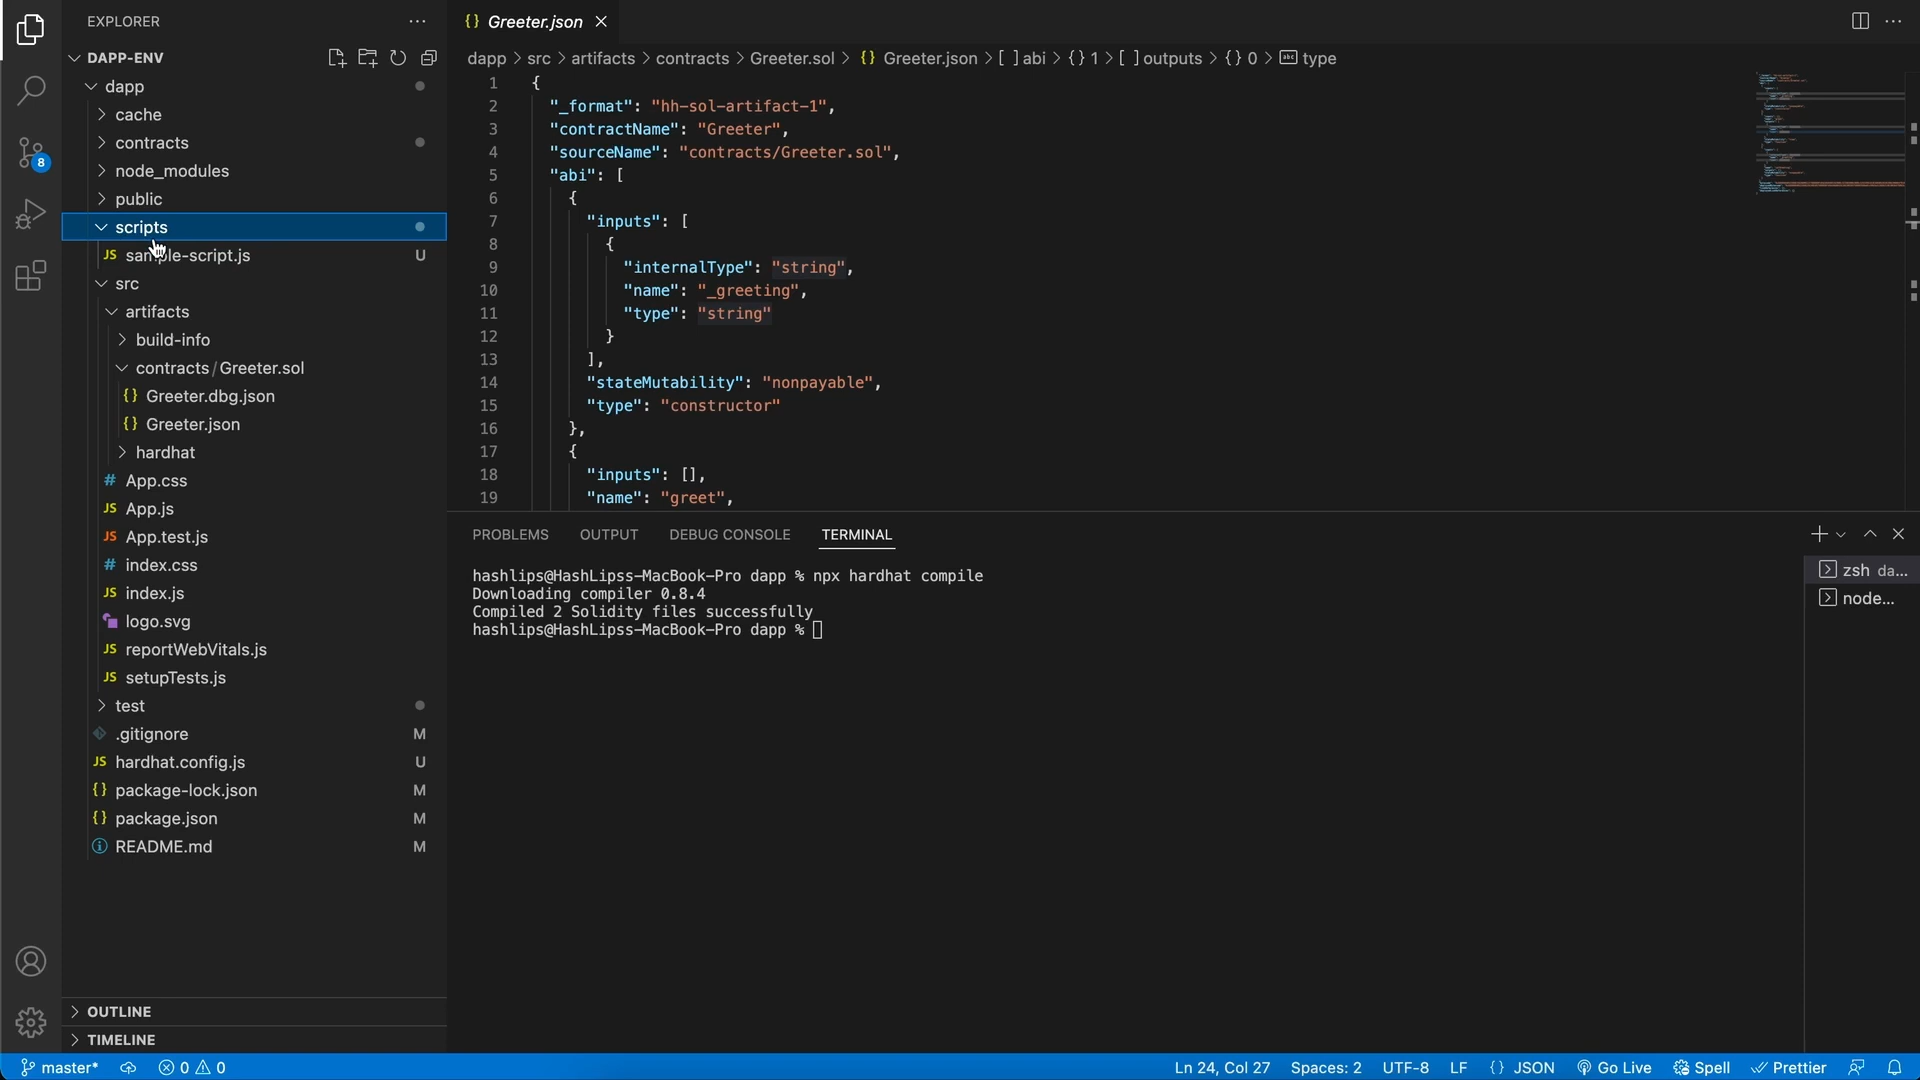 EXPLORER
DAPP-ENV
dapp
cache
contracts
node_modules
public
scripts
JS sample-script.js U
src
artifacts
build-info
contracts / Greeter.sol
{} Greeter.dbg.json
{} Greeter.json
hardhat
# App.css
JS App.js
JS App.test.js
# index.css
JS index.js
logo.svg
JS reportWebVitals.js
JS setupTests.js
test
.gitignore M
JS hardhat.config.js U
{} package-lock.json M
{} package.json M
README.md M
OUTLINE
TIMELINE
8
{} Greeter.json
dapp > src > artifacts > contracts > Greeter.sol > {} Greeter.json > [ ] abi > {} 1 > [ ] outputs > {} 0 > abc type
1 {
2 "_format": "hh-sol-artifact-1",
3 "contractName": "Greeter",
4 "sourceName": "contracts/Greeter.sol",
5 "abi": [
6 {
7 "inputs": [
8 {
9 "internalType": "string",
10 "name": "_greeting",
11 "type": "string"
12 }
13 ],
14 "stateMutability": "nonpayable",
15 "type": "constructor"
16 },
17 {
18 "inputs": [],
19 "name": "greet",
PROBLEMS OUTPUT DEBUG CONSOLE TERMINAL
hashlips@HashLipss-MacBook-Pro dapp % npx hardhat compile
Downloading compiler 0.8.4
Compiled 2 Solidity files successfully
hashlips@HashLipss-MacBook-Pro dapp %
zsh da...
node...
master* 0 0 Ln 24, Col 27 Spaces: 2 UTF-8 LF {} JSON Go Live Spell Prettier